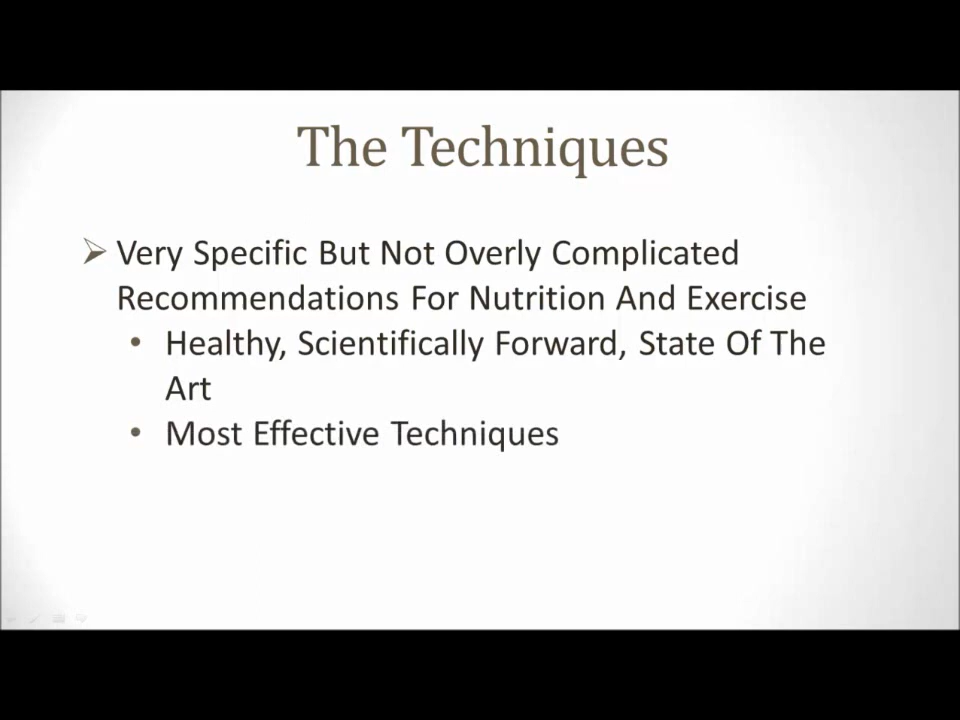 The Techniques
Very Specific But Not Overly Complicated
Recommendations For Nutrition And Exercise
Healthy, Scientifically Forward, State Of The
Art
Most Effective Techniques